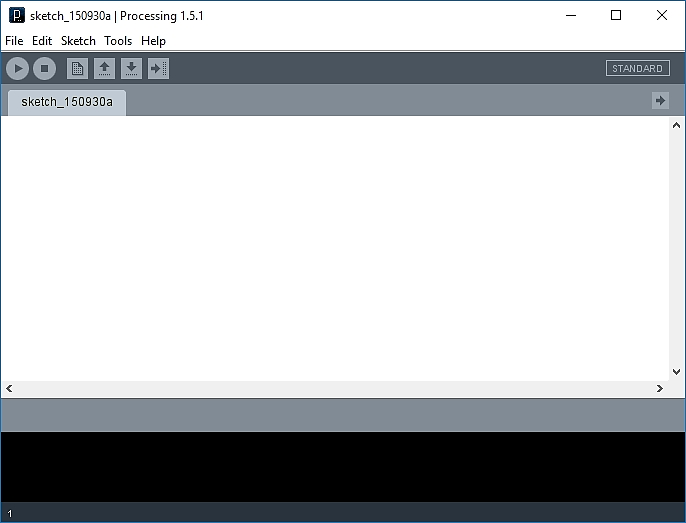 sketch_150930a | Processing 1.5.1
File Edit Sketch Tools Help
STANDARD
sketch_150930a
1